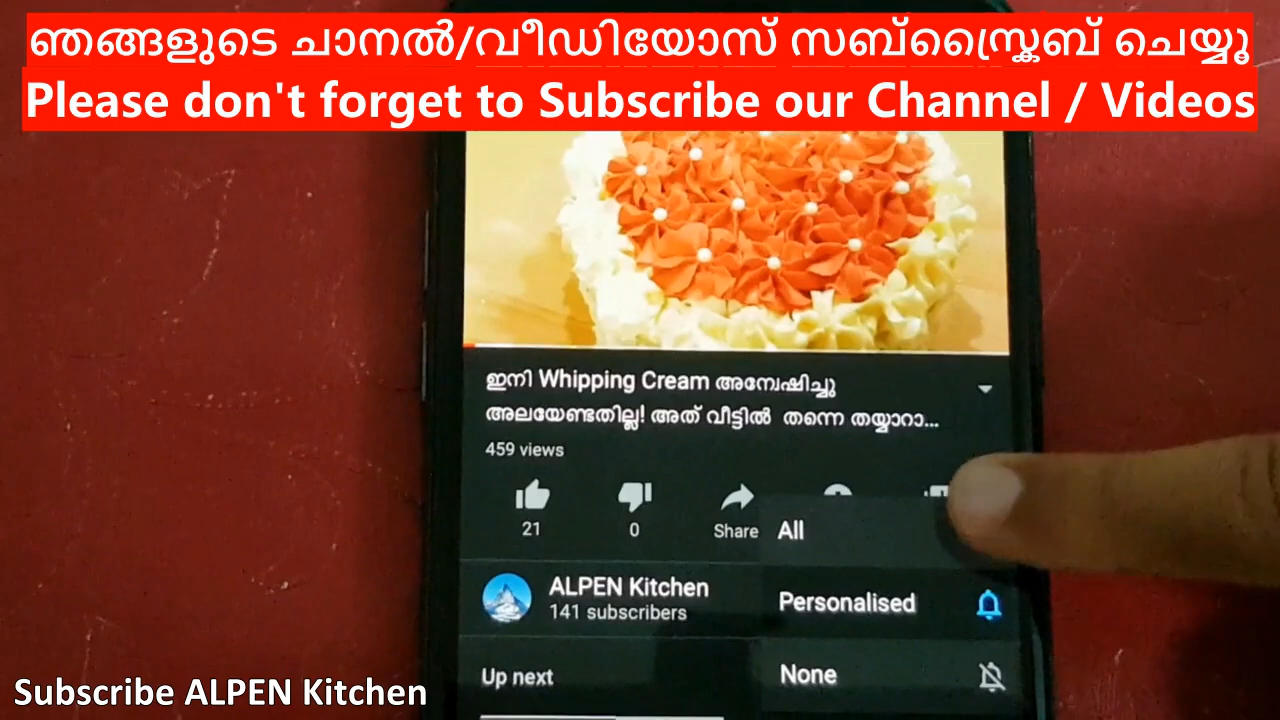 ഞങ്ങളുടെ ചാനൽ/വീഡിയോസ് സബ്സ്ക്രൈബ് ചെയ്യൂ
Please don't forget to Subscribe our Channel / Videos
ഇനി Whipping Cream അന്വേഷിച്ചു
അലയേണ്ടതില്ല! അത് വീട്ടിൽ തന്നെ തയ്യാറാ...
459 views
21
0
Share
All
ALPEN Kitchen
141 subscribers
Personalised
Up next
None
Subscribe ALPEN Kitchen